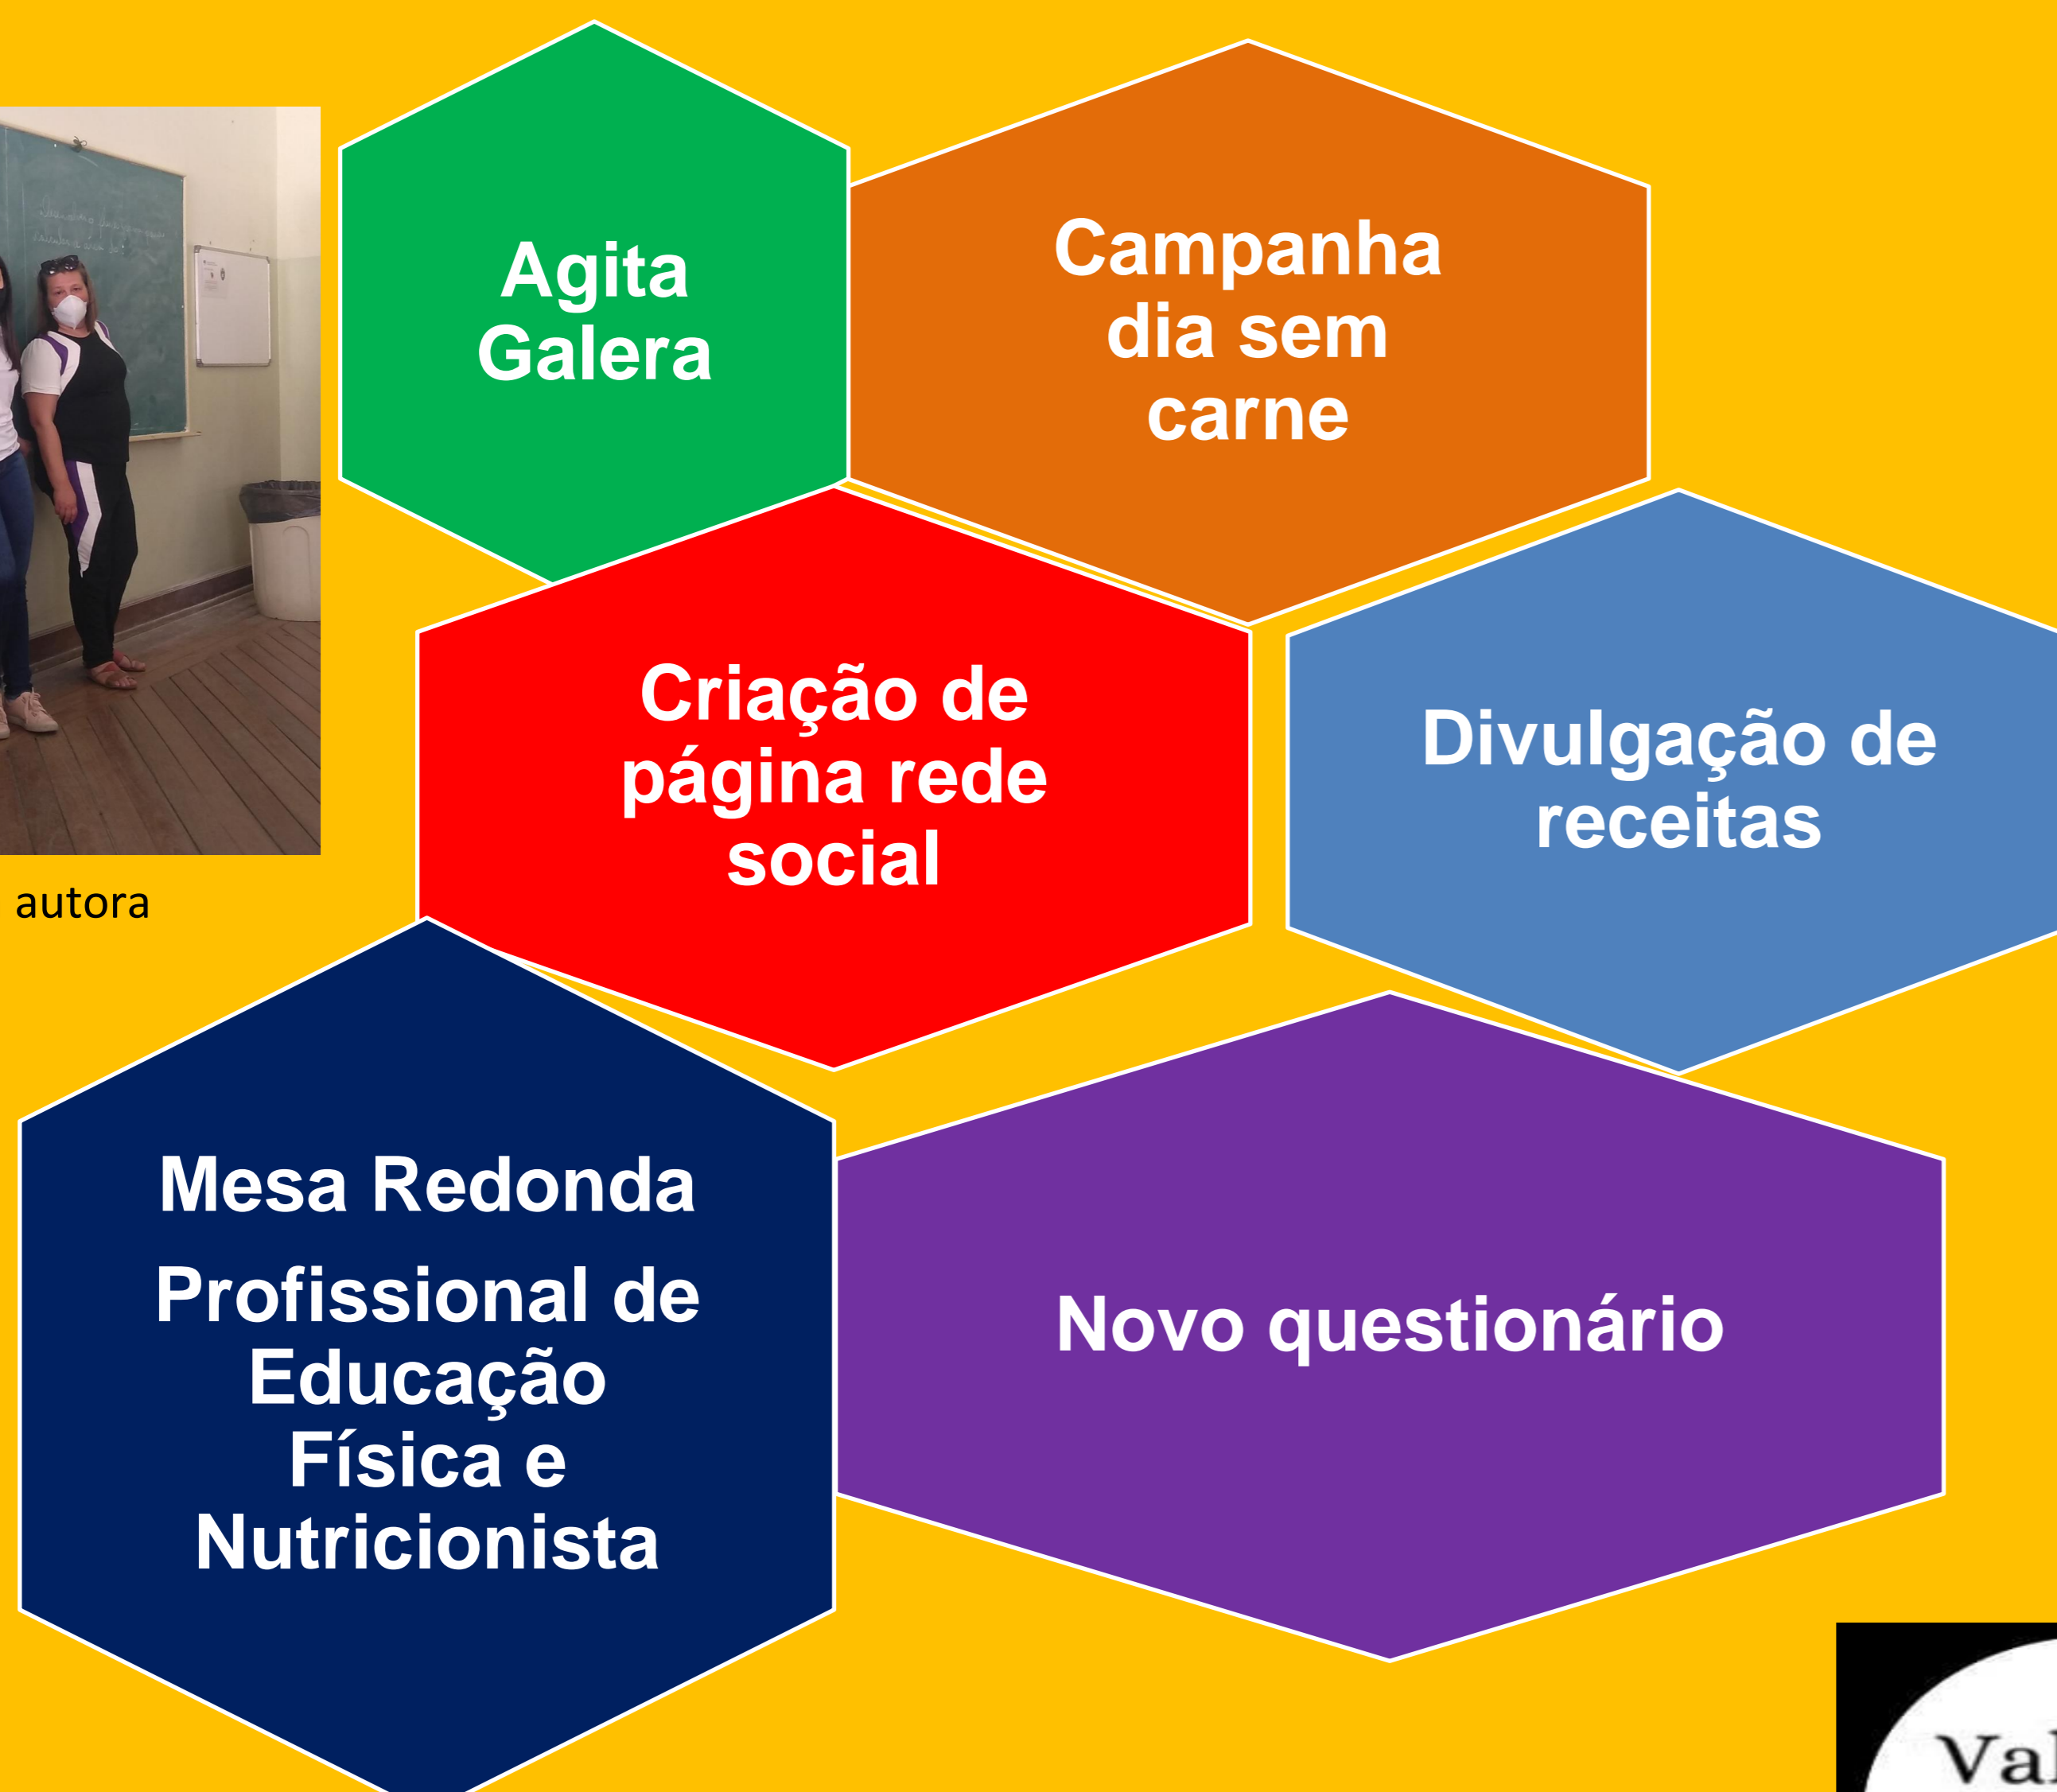 Agita
Galera
Campanha
dia sem
carne
Criação de
página rede
social
Divulgação de
receitas
autora
Mesa Redonda
Profissional de
Educação
Física e
Nutricionista
Novo questionário